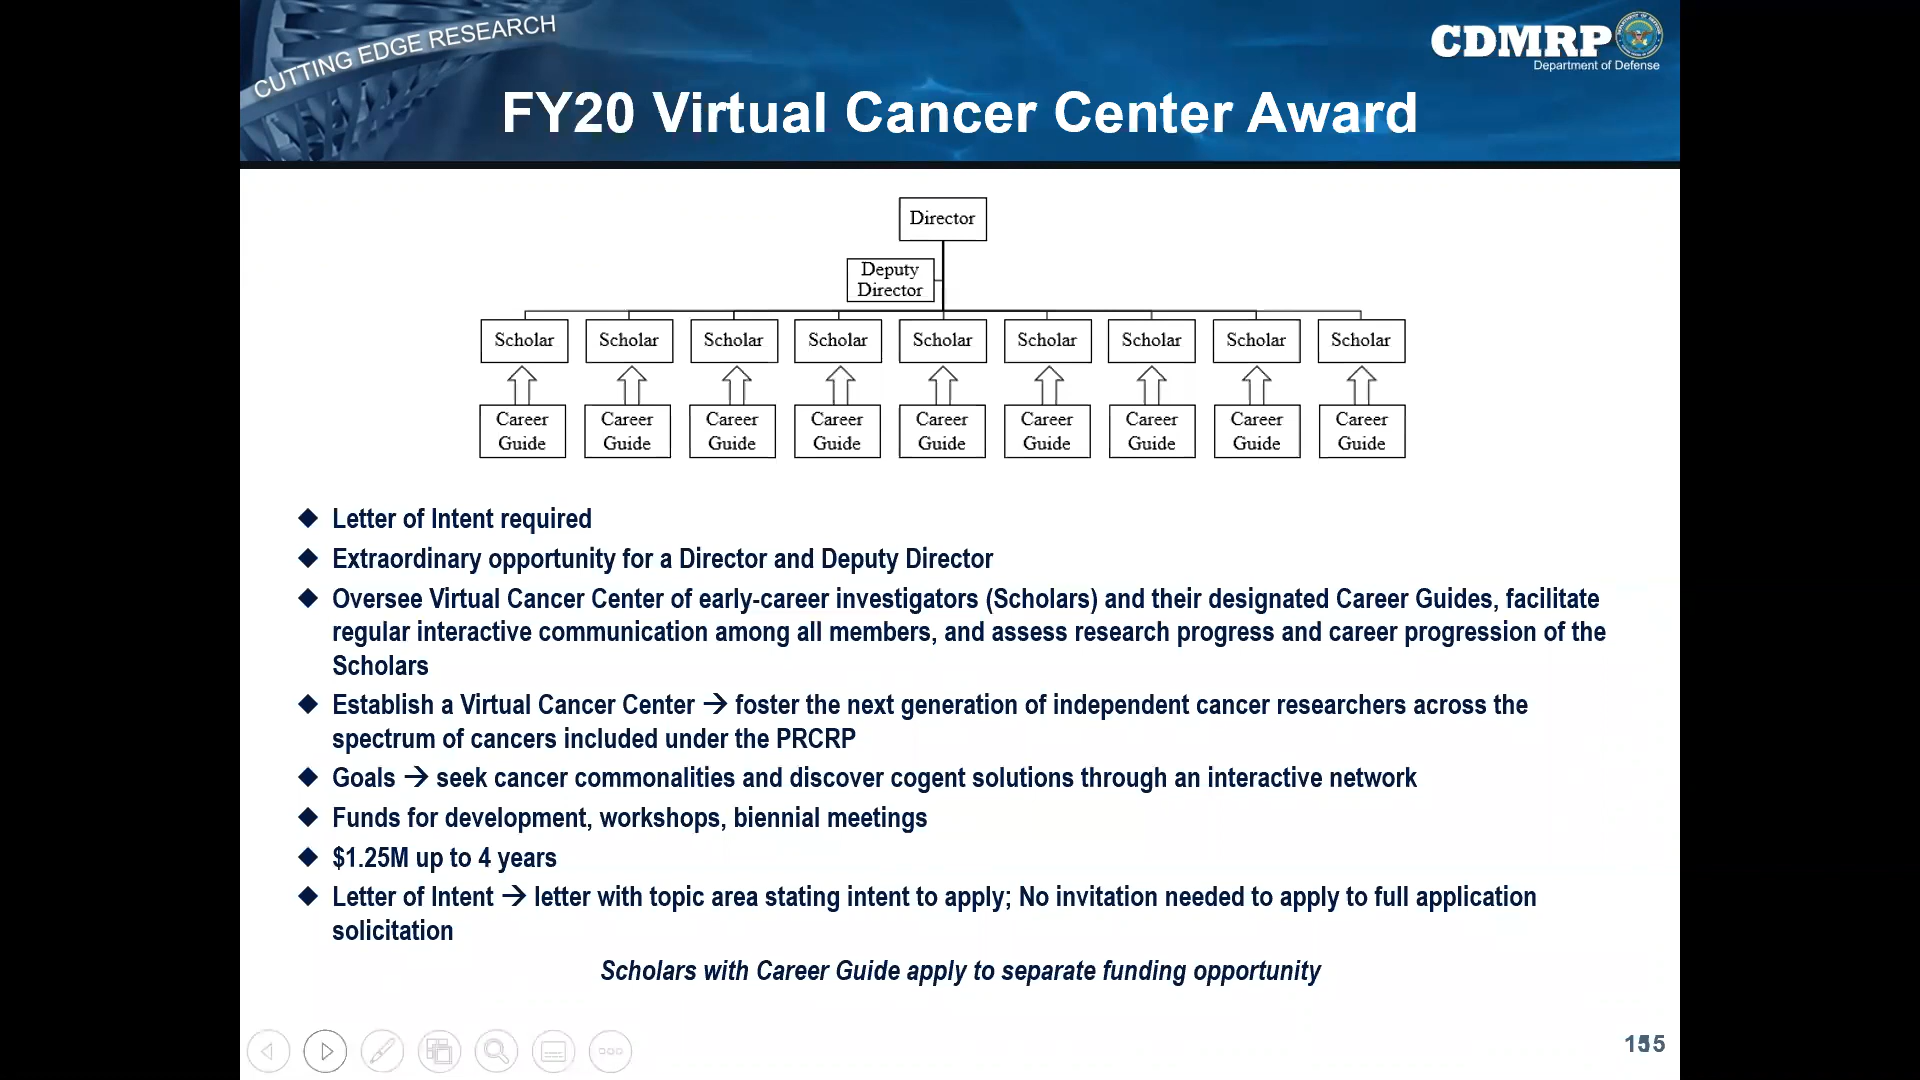 CUTTING EDGE RESEARCH
CDMRP
Department of Defense
FY20 Virtual Cancer Center Award
Director
Deputy
Director
Scholar Scholar Scholar Scholar Scholar Scholar Scholar Scholar Scholar
Career Career Career Career Career Career Career Career Career
Guide Guide Guide Guide Guide Guide Guide Guide Guide
◆ Letter of Intent required
◆ Extraordinary opportunity for a Director and Deputy Director
◆ Oversee Virtual Cancer Center of early-career investigators (Scholars) and their designated Career Guides, facilitate
regular interactive communication among all members, and assess research progress and career progression of the
Scholars
◆ Establish a Virtual Cancer Center → foster the next generation of independent cancer researchers across the
spectrum of cancers included under the PRCRP
◆ Goals → seek cancer commonalities and discover cogent solutions through an interactive network
◆ Funds for development, workshops, biennial meetings
◆ $1.25M up to 4 years
◆ Letter of Intent → letter with topic area stating intent to apply; No invitation needed to apply to full application
solicitation
Scholars with Career Guide apply to separate funding opportunity